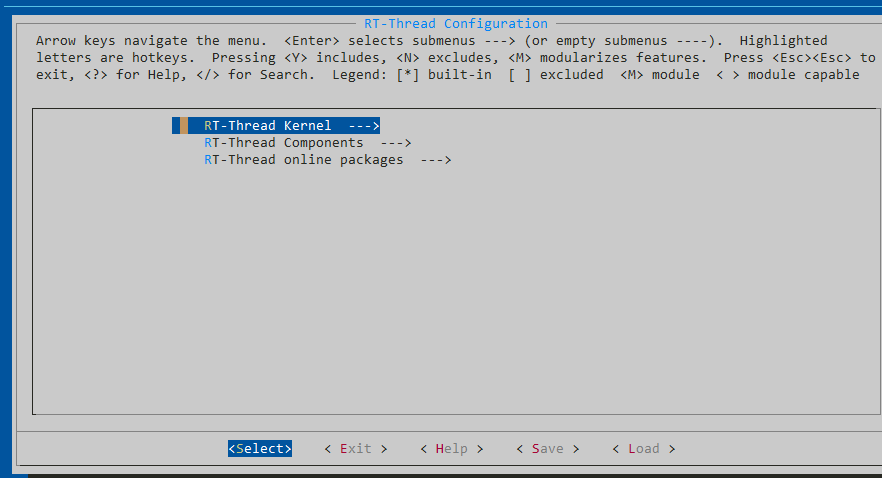 RT-Thread Configuration
Arrow keys navigate the menu.  <Enter> selects submenus ---> (or empty submenus ----).  Highlighted
letters are hotkeys.  Pressing <Y> includes, <N> excludes, <M> modularizes features.  Press <Esc><Esc> to
exit, <?> for Help, </> for Search.  Legend: [*] built-in  [ ] excluded  <M> module  < > module capable
RT-Thread Kernel  --->
RT-Thread Components  --->
RT-Thread online packages  --->
<Select>    < Exit >    < Help >    < Save >    < Load >